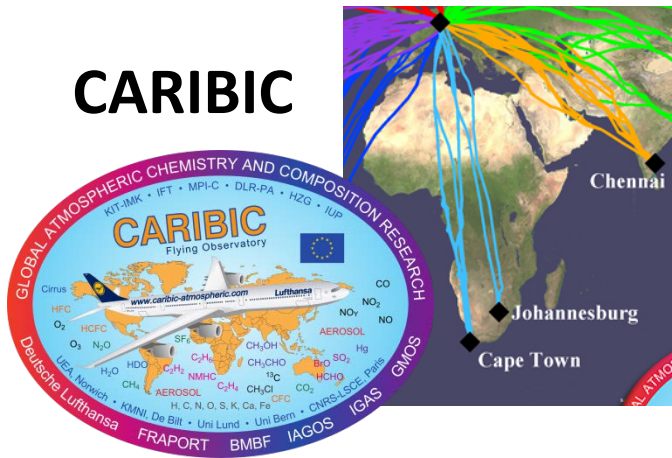 CARIBIC
GLOBAL ATMOSPHERIC CHEMISTRY AND COMPOSITION RESEARCH
KIT-IMK • IFT • MPI-C • DLR-PA • HZG • IUP
CARIBIC
Flying Observatory
www.caribic-atmospheric.com
Lufthansa
Cirrus
HFC
O2
HCFC
O3
N2O
H2O
HDO
CH4
C2H2
AEROSOL
SF6
C2H6
NMHC
C2H4
CH3OH
CH3CHO
13C
CH3Cl
CFC
CO
NO2
NOY
NO
AEROSOL
Hg
SO2
BrO
HCHO
CO2
H, C, N, O, S, K, Ca, Fe
UEA, Norwich • KMNI, De Bilt • Uni Lund • Uni Bern • CNRS-LSCE, Paris
Deutsche Lufthansa FRAPORT BMBF IAGOS IGAS GMOS
Chennai
Johannesburg
Cape Town